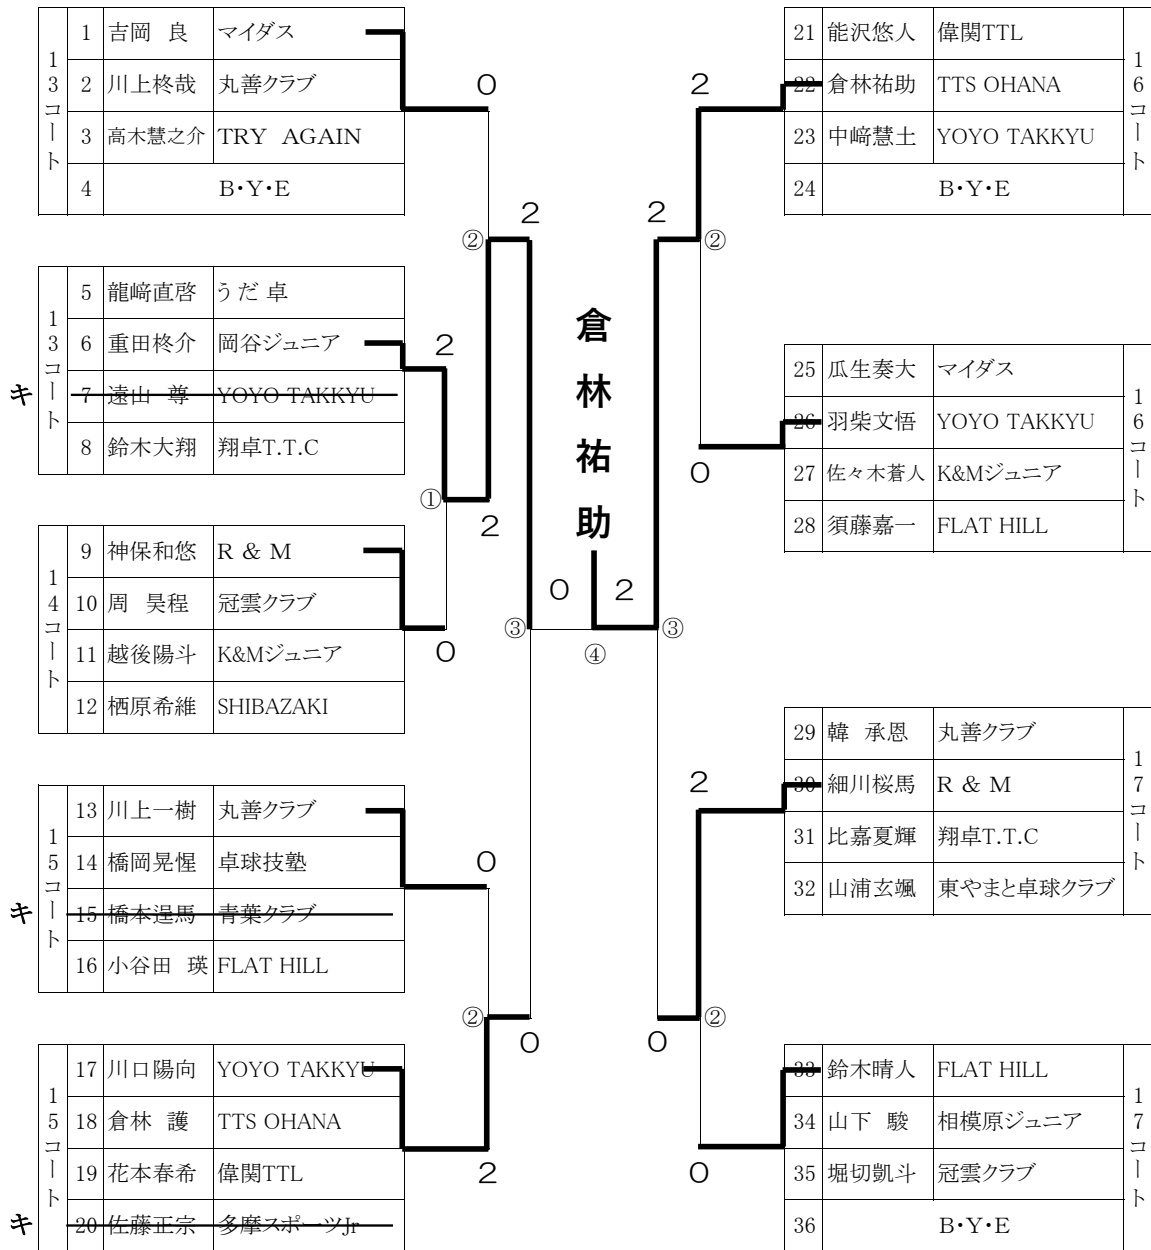 13コート
1 吉岡 良 マイダス
2 川上柊哉 丸善クラブ
3 高木慧之介 TRY AGAIN
4 B・Y・E
0
2
②
13コート
5 龍﨑直啓 うだ卓
6 重田柊介 岡谷ジュニア
キ 7 遠山 尊 YOYO TAKKYU
8 鈴木大翔 翔卓T.T.C
2
①
2
14コート
9 神保和悠 R & M
10 周 昊程 冠雲クラブ
11 越後陽斗 K&Mジュニア
12 栖原希維 SHIBAZAKI
0
③
15コート
13 川上一樹 丸善クラブ
14 橋岡晃惺 卓球技塾
キ 15 橋本逞馬 青葉クラブ
16 小谷田 瑛 FLAT HILL
0
②
0
15コート
17 川口陽向 YOYO TAKKYU
18 倉林 護 TTS OHANA
19 花本春希 偉関TTL
キ 20 佐藤正宗 多摩スポーツJr
2
倉林祐助
0 2
④
16コート
21 能沢悠人 偉関TTL
22 倉林祐助 TTS OHANA
23 中﨑慧土 YOYO TAKKYU
24 B・Y・E
2
2
②
16コート
25 瓜生奏大 マイダス
26 羽柴文悟 YOYO TAKKYU
27 佐々木蒼人 K&Mジュニア
28 須藤嘉一 FLAT HILL
0
③
17コート
29 韓 承恩 丸善クラブ
30 細川桜馬 R & M
31 比嘉夏輝 翔卓T.T.C
32 山浦玄颯 東やまと卓球クラブ
2
②
0
17コート
33 鈴木晴人 FLAT HILL
34 山下 駿 相模原ジュニア
35 堀切凱斗 冠雲クラブ
36 B・Y・E
0